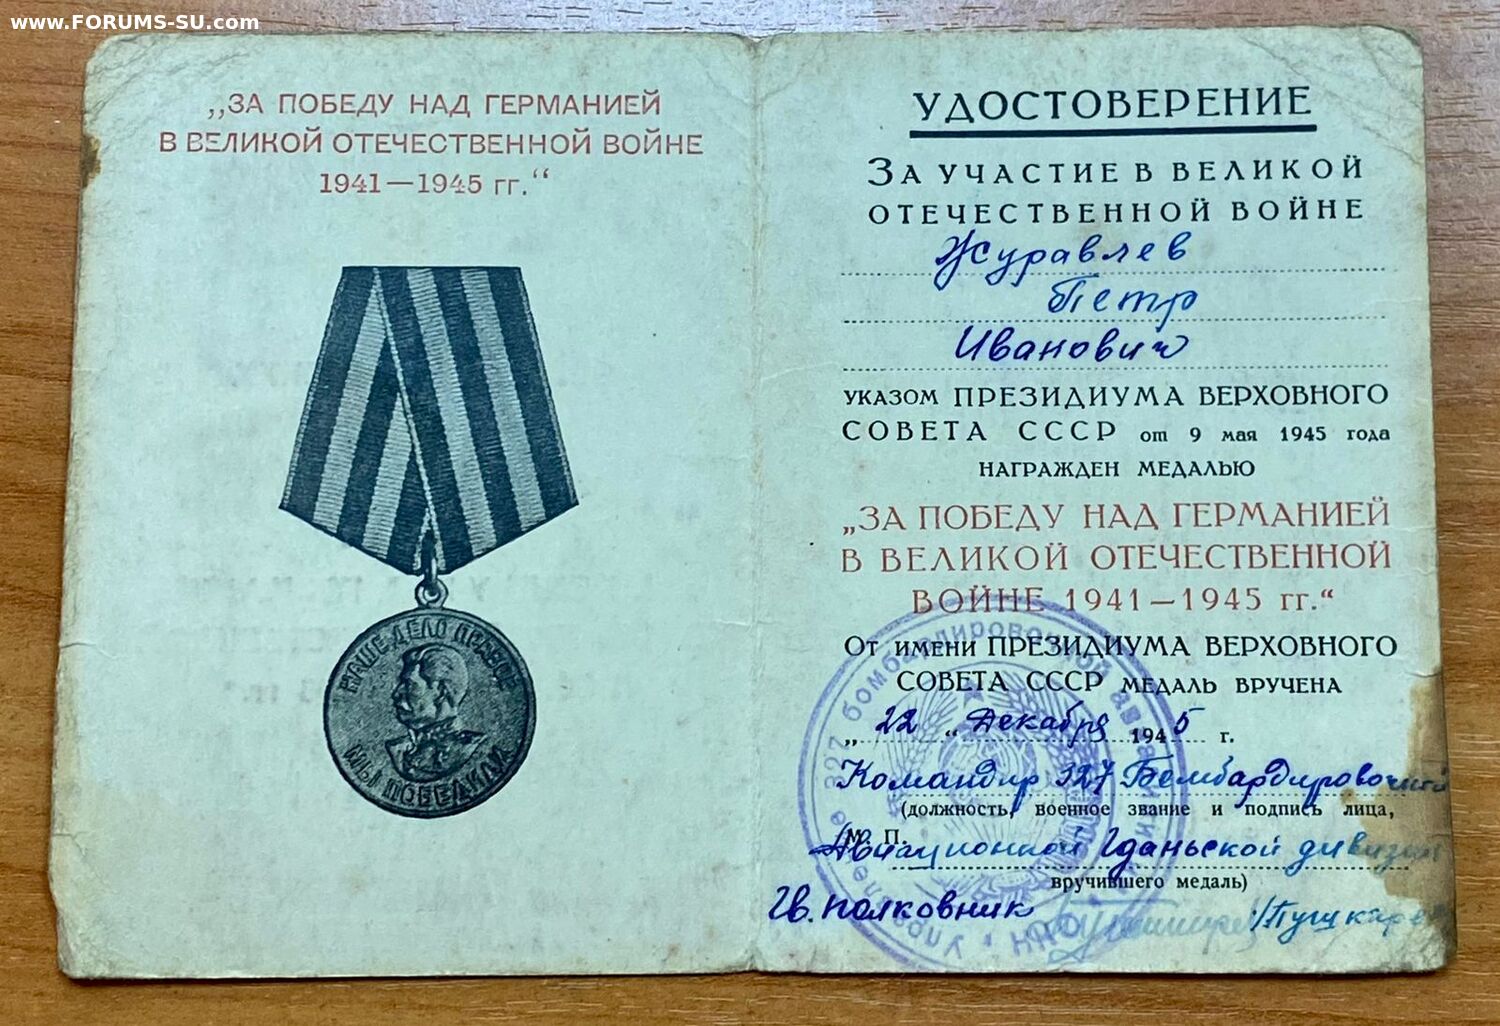 www.FORUMS-SU.com
„ЗА ПОБЕДУ НАД ГЕРМАНИЕЙ
В ВЕЛИКОЙ ОТЕЧЕСТВЕННОЙ ВОЙНЕ
1941—1945 гг.“
НАШЕ ДЕЛО ПРАВОЕ
МЫ ПОБЕДИЛИ
УДОСТОВЕРЕНИЕ
ЗА УЧАСТИЕ В ВЕЛИКОЙ
ОТЕЧЕСТВЕННОЙ ВОЙНЕ
Журавлев
Петр
Иванович
УКАЗОМ ПРЕЗИДИУМА ВЕРХОВНОГО
СОВЕТА СССР от 9 мая 1945 года
НАГРАЖДЕН МЕДАЛЬЮ
„ЗА ПОБЕДУ НАД ГЕРМАНИЕЙ
В ВЕЛИКОЙ ОТЕЧЕСТВЕННОЙ
ВОЙНЕ 1941—1945 гг.“
От имени ПРЕЗИДИУМА ВЕРХОВНОГО
СОВЕТА СССР МЕДАЛЬ ВРУЧЕНА
„22 „ Декабря 1945 г.
Командир 327 Бомбардировочной
(должность, военное звание и подпись лица,
М. П.
Авиационной Гданьской дивизии
вручившего медаль)
Гв. полковник /Пушкарев
Управление 327 бомбардировочной